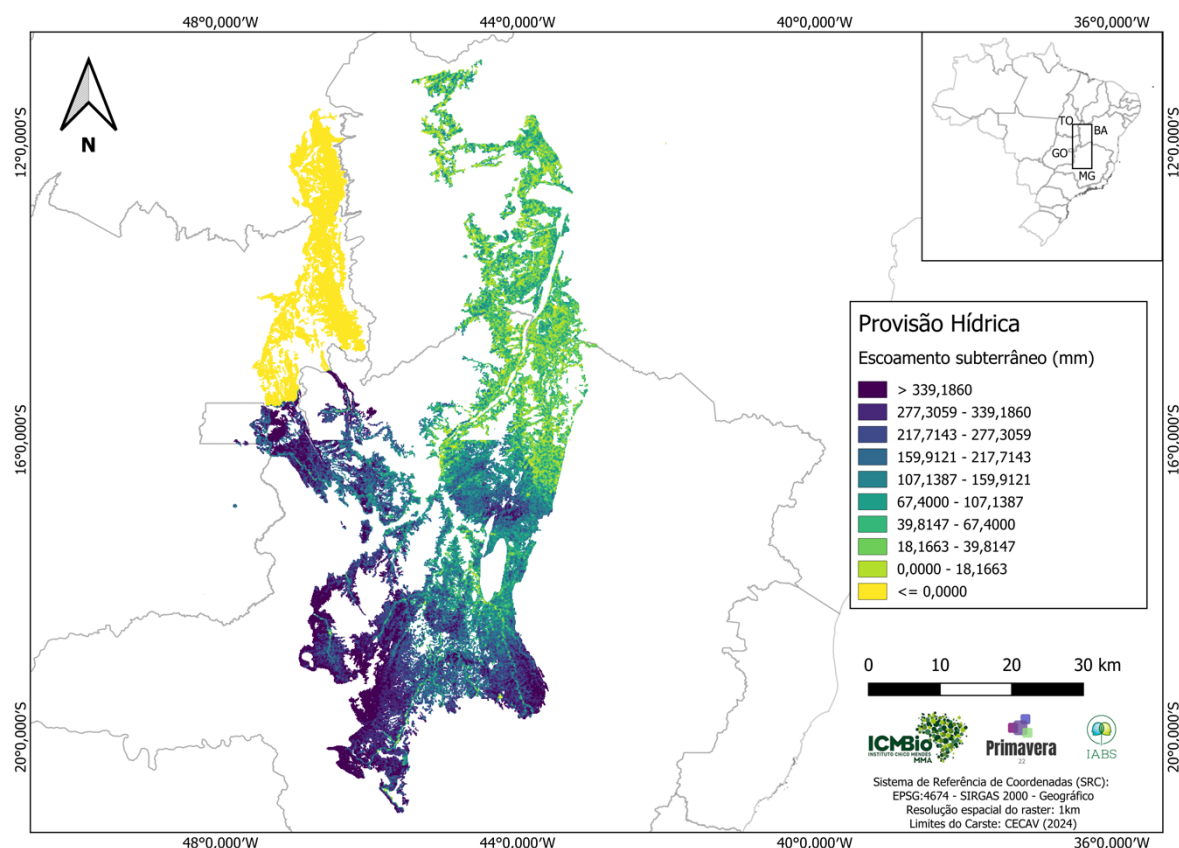 48°0,000'W 44°0,000'W 40°0,000'W 36°0,000'W
12°0,000'S
16°0,000'S
20°0,000'S
N
TO
BA
GO
MG
12°0,000'S
16°0,000'S
20°0,000'S
Provisão Hídrica
Escoamento subterrâneo (mm)
> 339,1860
277,3059 - 339,1860
217,7143 - 277,3059
159,9121 - 217,7143
107,1387 - 159,9121
67,4000 - 107,1387
39,8147 - 67,4000
18,1663 - 39,8147
0,0000 - 18,1663
<= 0,0000
0 10 20 30 km
ICMBio
INSTITUTO CHICO MENDES
MMA
Primavera
22
IABS
Sistema de Referência de Coordenadas (SRC):
EPSG:4674 - SIRGAS 2000 - Geográfico
Resolução espacial do raster: 1km
Limites do Carste: CECAV (2024)
48°0,000'W 44°0,000'W 40°0,000'W 36°0,000'W